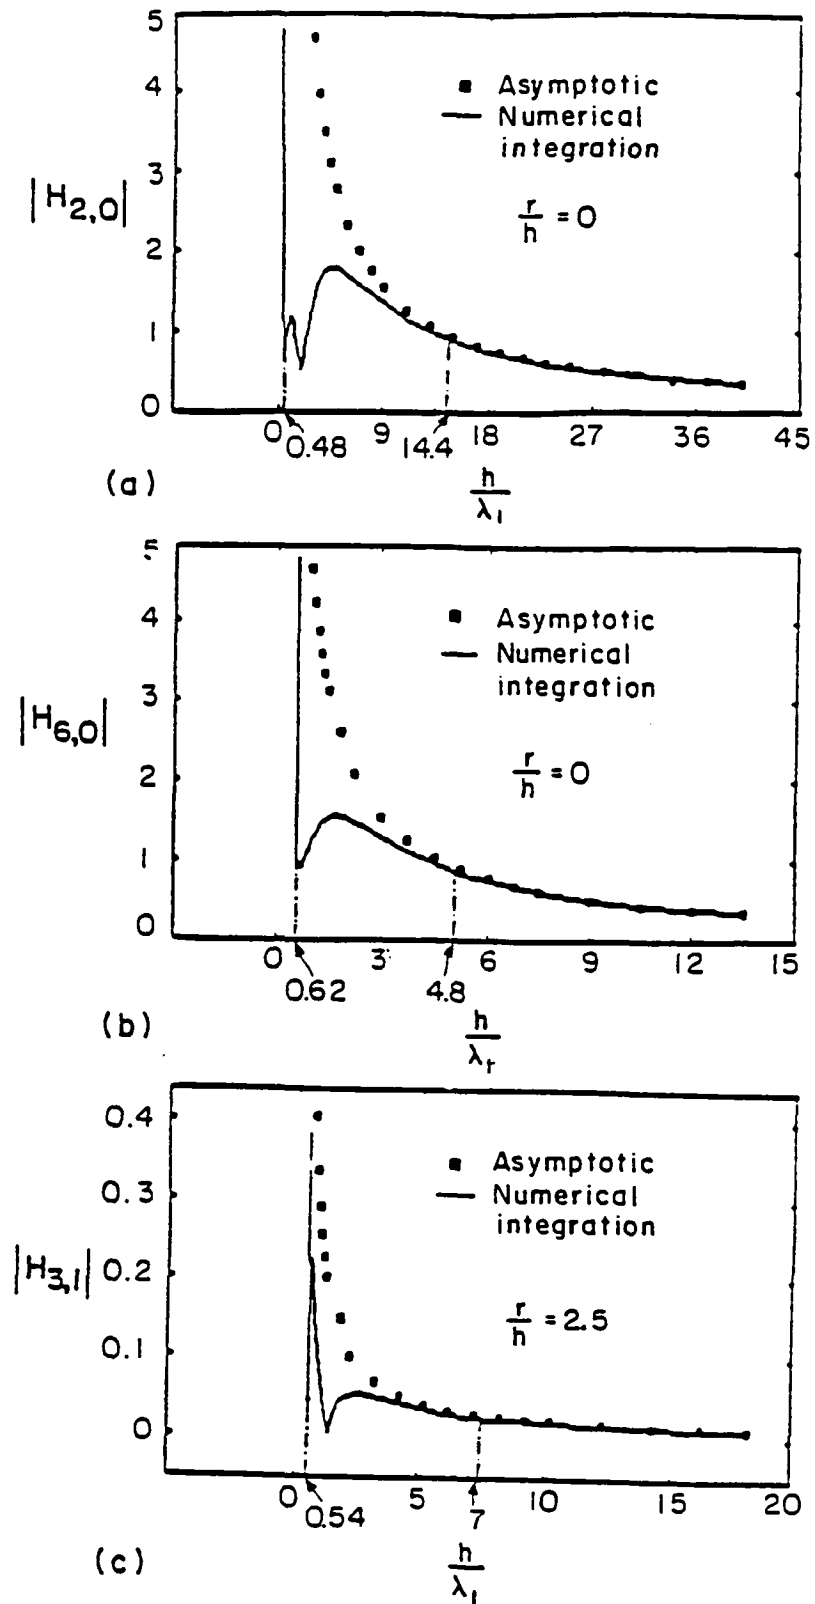 5
4
3
2
1
0
|H2,0|
Asymptotic
Numerical
integration
r/h = 0
0 9 18 27 36 45
0.48 14.4
(a)
h/λ1
5
4
3
2
1
0
|H6,0|
Asymptotic
Numerical
integration
r/h = 0
0 3 6 9 12 15
0.62 4.8
(b)
h/λ1
0.4
0.3
0.2
0.1
0
|H3,1|
Asymptotic
Numerical
integration
r/h = 2.5
0 5 10 15 20
0.54 7
(c)
h/λ1